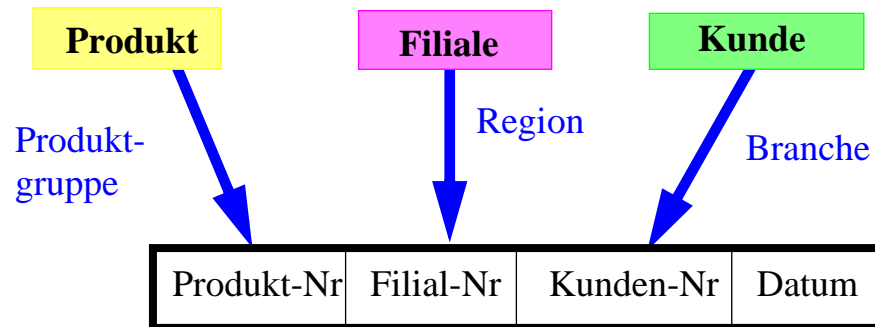 Produkt Filiale Kunde
Produkt-
gruppe
Region
Branche
Produkt-Nr Filial-Nr Kunden-Nr Datum